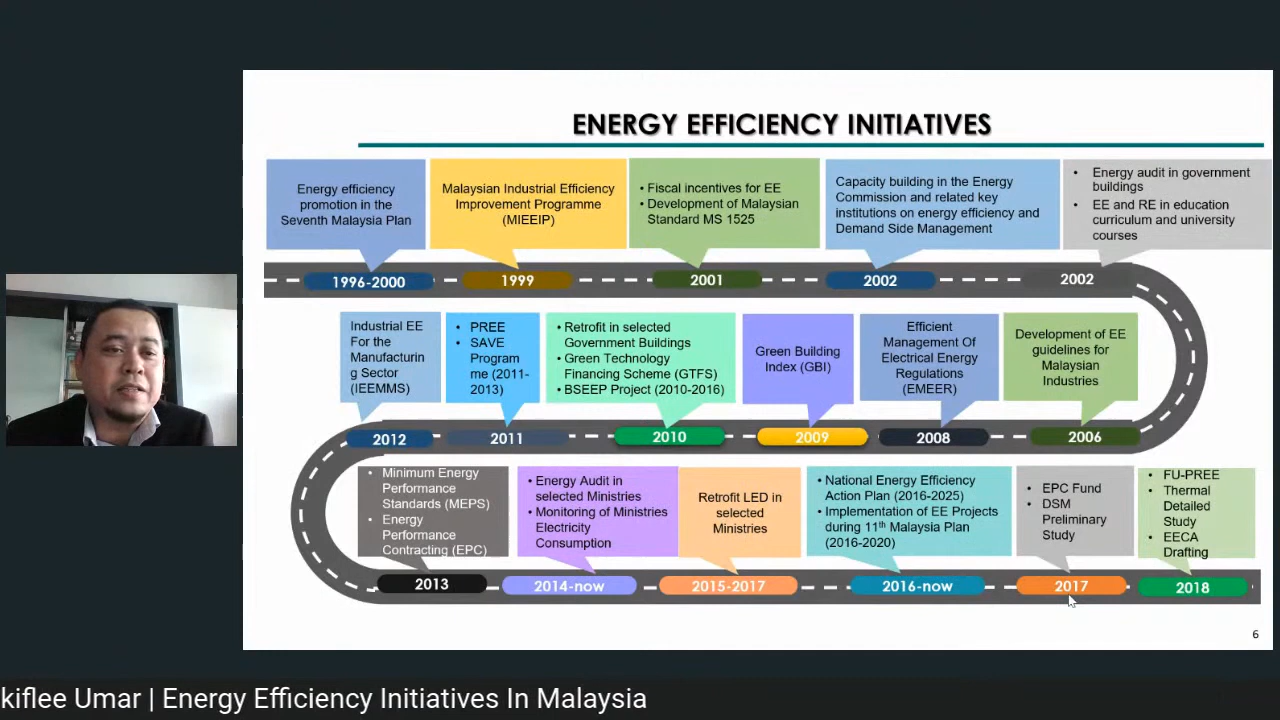 ENERGY EFFICIENCY INITIATIVES
Energy efficiency
promotion in the
Seventh Malaysia Plan
Malaysian Industrial Efficiency
Improvement Programme
(MIEEIP)
• Fiscal incentives for EE
• Development of Malaysian
Standard MS 1525
Capacity building in the Energy
Commission and related key
institutions on energy efficiency and
Demand Side Management
• Energy audit in government
buildings
• EE and RE in education
curriculum and university
courses
1996-2000
1999
2001
2002
2002
Industrial EE
For the
Manufacturin
g Sector
(IEEMMS)
• PREE
• SAVE
Program
me (2011-
2013)
• Retrofit in selected
Government Buildings
• Green Technology
Financing Scheme (GTFS)
• BSEEP Project (2010-2016)
Green Building
Index (GBI)
Efficient
Management Of
Electrical Energy
Regulations
(EMEER)
Development of EE
guidelines for
Malaysian
Industries
2012
2011
2010
2009
2008
2006
• Minimum Energy
Performance
Standards (MEPS)
• Energy
Performance
Contracting (EPC)
• Energy Audit in
selected Ministries
• Monitoring of Ministries
Electricity
Consumption
Retrofit LED in
selected
Ministries
• National Energy Efficiency
Action Plan (2016-2025)
• Implementation of EE Projects
during 11th Malaysia Plan
(2016-2020)
• EPC Fund
• DSM
Preliminary
Study
• FU-PREE
• Thermal
Detailed
Study
• EECA
Drafting
2013
2014-now
2015-2017
2016-now
2017
2018
6
kiflee Umar | Energy Efficiency Initiatives In Malaysia